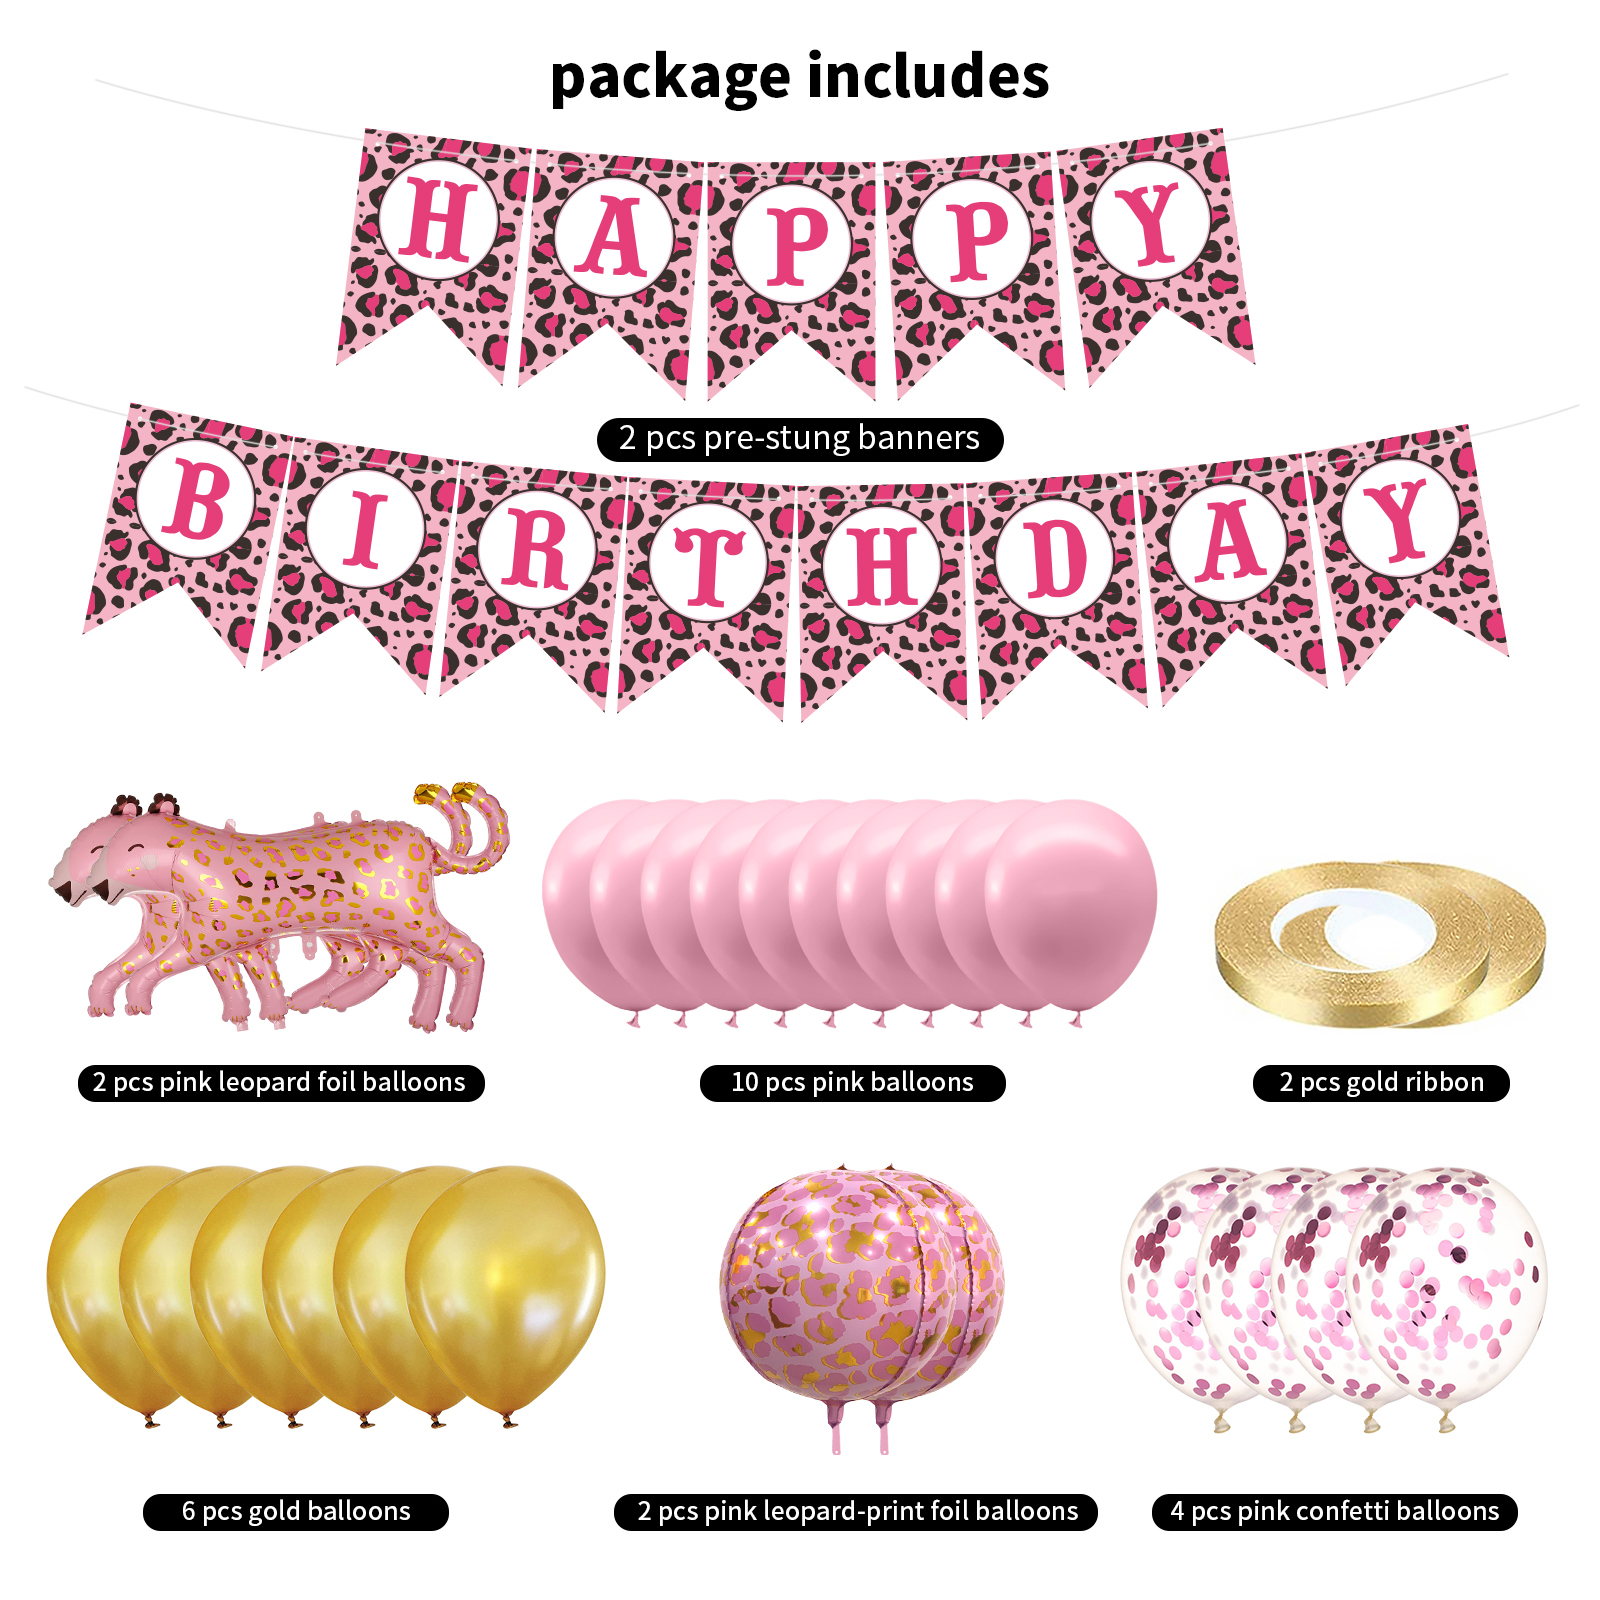 package includes
HAPPY
2 pcs pre-stung banners
BIRTHDAY
2 pcs pink leopard foil balloons
10 pcs pink balloons
2 pcs gold ribbon
6 pcs gold balloons
2 pcs pink leopard-print foil balloons
4 pcs pink confetti balloons